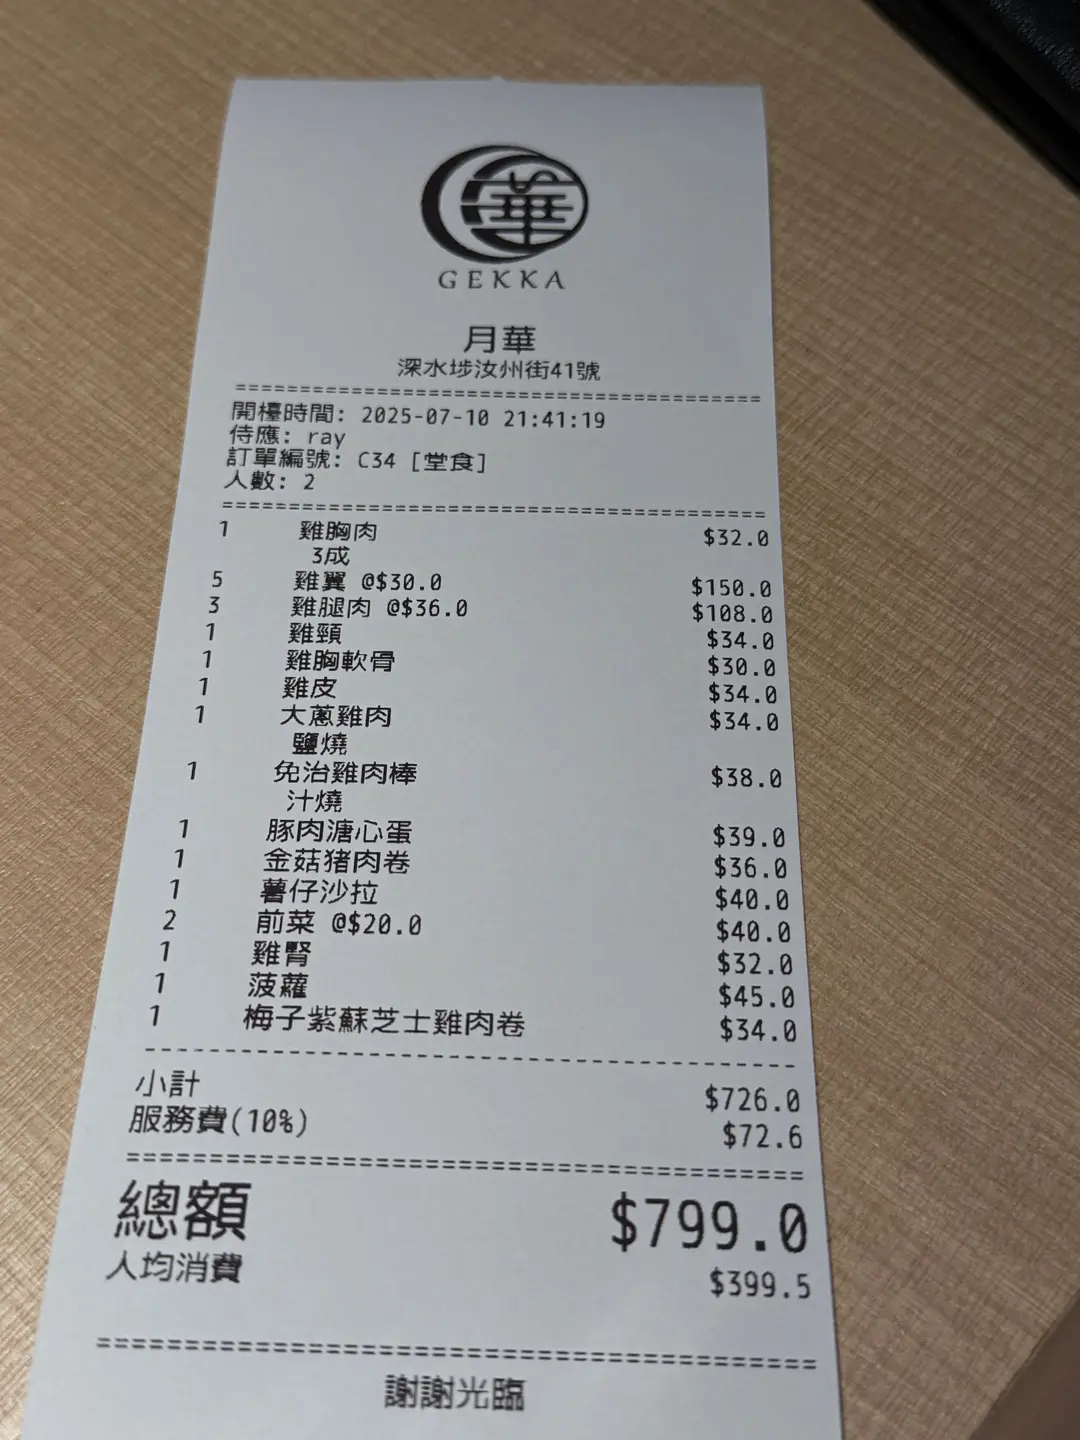 華
GEKKA
月華
深水埗汝州街41號
==========================================
開檯時間: 2025-07-10 21:41:19
侍應: ray
訂單編號: C34 [堂食]
人數: 2
==========================================
1 雞胸肉 $32.0
3成
5 雞翼 @$30.0 $150.0
3 雞腿肉 @$36.0 $108.0
1 雞頸 $34.0
1 雞胸軟骨 $30.0
1 雞皮 $34.0
1 大蔥雞肉 $34.0
鹽燒
1 免治雞肉棒 $38.0
汁燒
1 豚肉溏心蛋 $39.0
1 金菇猪肉卷 $36.0
1 薯仔沙拉 $40.0
2 前菜 @$20.0 $40.0
1 雞腎 $32.0
1 菠蘿 $45.0
1 梅子紫蘇芝士雞肉卷 $34.0
------------------------------------------
小計 $726.0
服務費(10%) $72.6
==========================================
總額 $799.0
人均消費 $399.5
==========================================
謝謝光臨